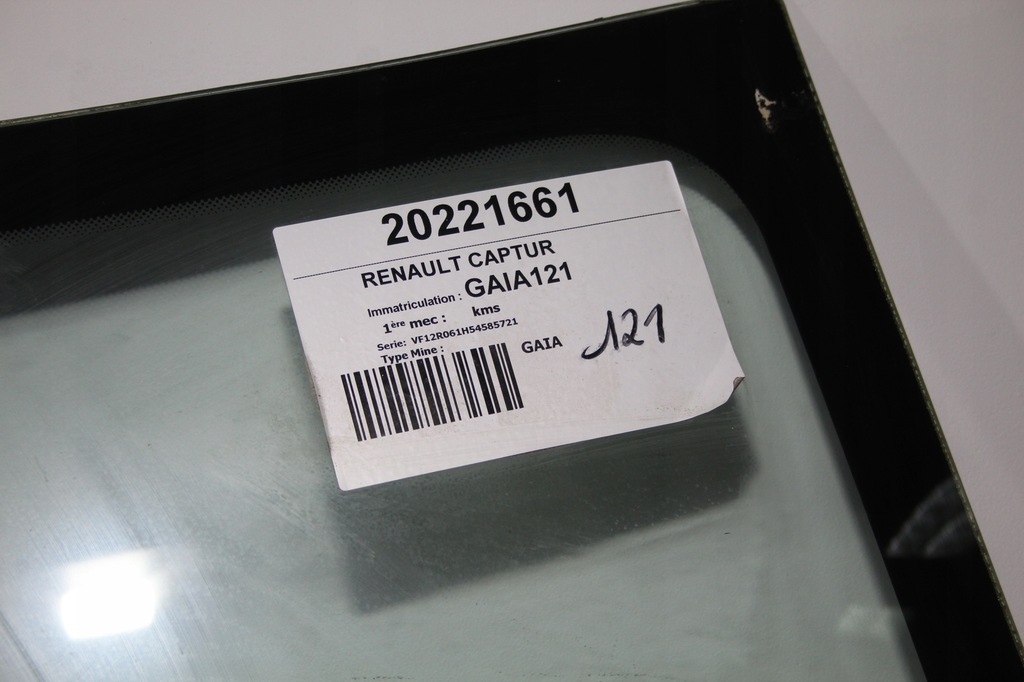 20221661
RENAULT CAPTUR
Immatriculation : GAIA121
1ère mec : kms
Serie: VF12R061H54585721
Type Mine :
GAIA 121